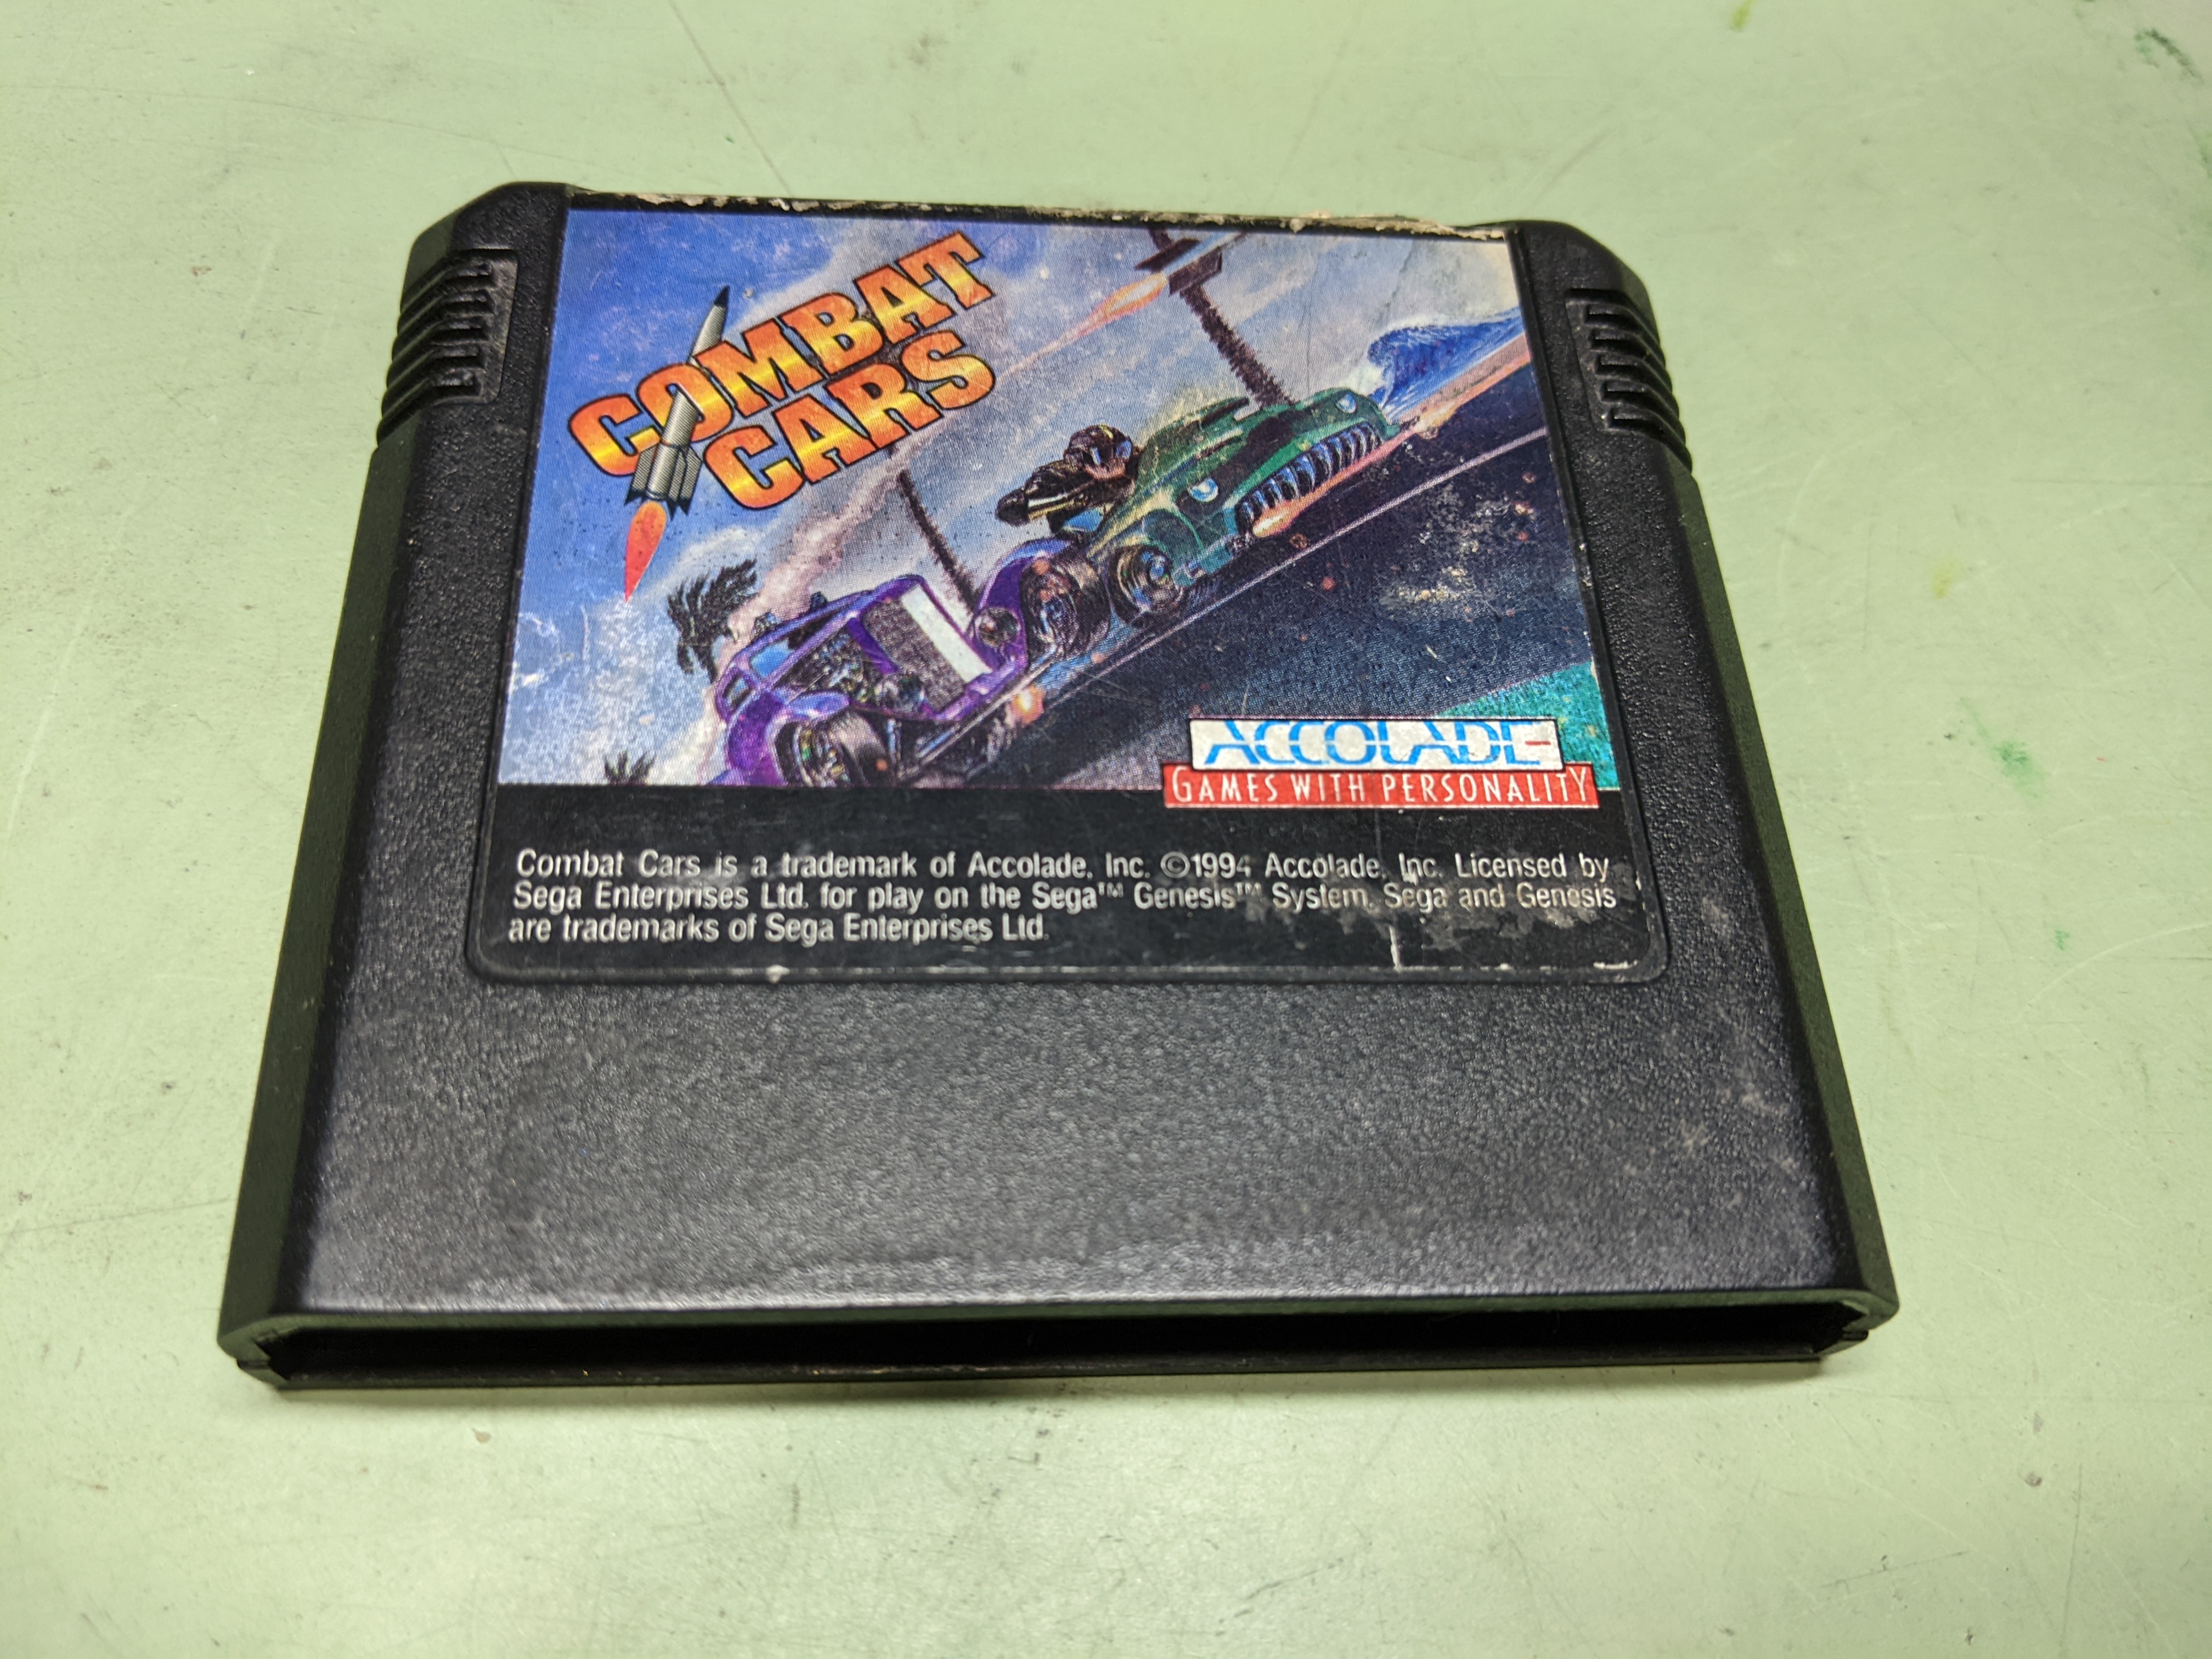 COMBAT
CARS
ACCOLADE
GAMES WITH PERSONALITY
Combat Cars is a trademark of Accolade, Inc. ©1994 Accolade, Inc. Licensed by
Sega Enterprises Ltd. for play on the Sega™ Genesis™ System. Sega and Genesis
are trademarks of Sega Enterprises Ltd.